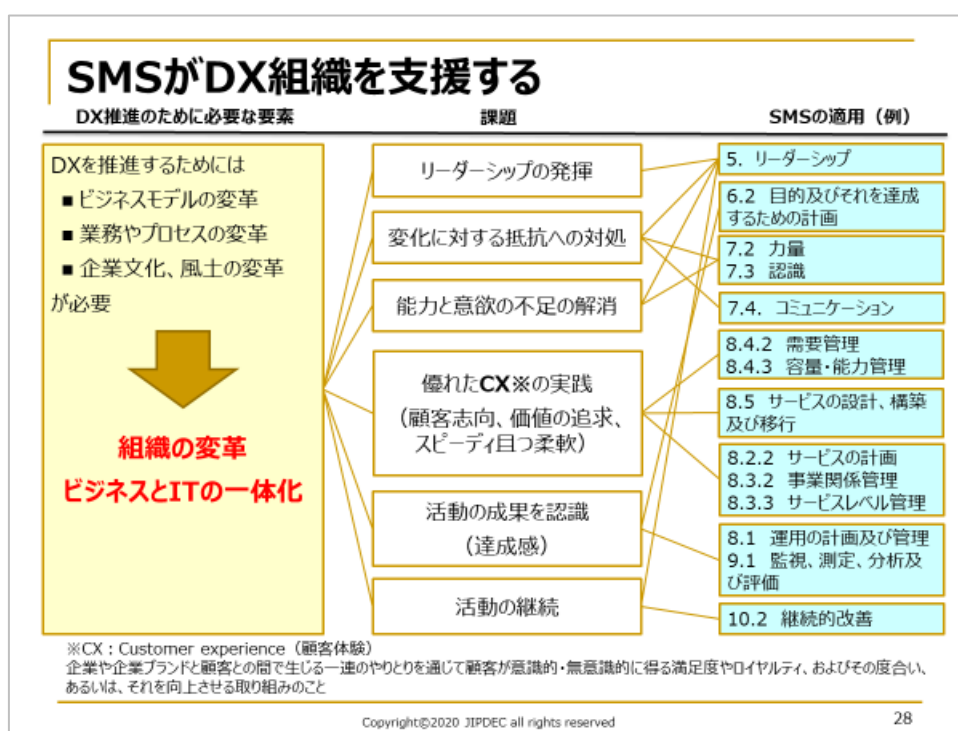 SMSがDX組織を支援する
DX推進のために必要な要素
課題
SMSの適用（例）
DXを推進するためには
■ ビジネスモデルの変革
■ 業務やプロセスの変革
■ 企業文化、風土の変革
が必要
組織の変革
ビジネスとITの一体化
リーダーシップの発揮
変化に対する抵抗への対処
能力と意欲の不足の解消
優れたCX※の実践
（顧客志向、価値の追求、
スピーディ且つ柔軟）
活動の成果を認識
（達成感）
活動の継続
5. リーダーシップ
6.2 目的及びそれを達成
するための計画
7.2 力量
7.3 認識
7.4. コミュニケーション
8.4.2 需要管理
8.4.3 容量・能力管理
8.5 サービスの設計、構築
及び移行
8.2.2 サービスの計画
8.3.2 事業関係管理
8.3.3 サービスレベル管理
8.1 運用の計画及び管理
9.1 監視、測定、分析及
び評価
10.2 継続的改善
※CX：Customer experience（顧客体験）
企業や企業ブランドと顧客との間で生じる一連のやりとりを通じて顧客が意識的・無意識的に得る満足度やロイヤルティ、およびその度合い、
あるいは、それを向上させる取り組みのこと
Copyright©2020 JIPDEC all rights reserved
28